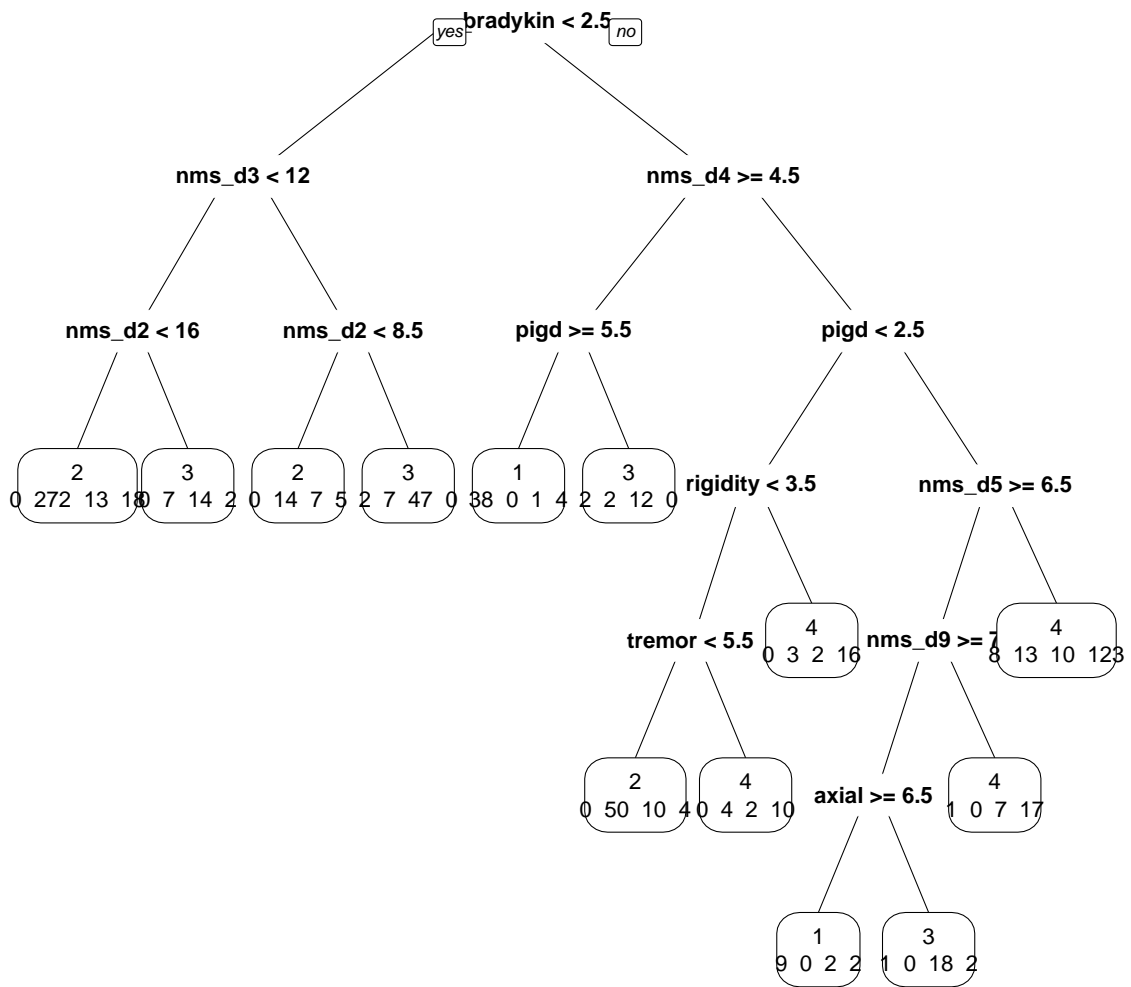 bradykin < 2.5
yes
no
nms_d3 < 12
nms_d4 >= 4.5
nms_d2 < 16
nms_d2 < 8.5
pigd >= 5.5
pigd < 2.5
2
0 272 13 18
3
0 7 14 2
2
0 14 7 5
3
2 7 47 0
1
38 0 1 4
3
2 2 12 0
rigidity < 3.5
nms_d5 >= 6.5
tremor < 5.5
4
0 3 2 16
nms_d9 >= 7
4
8 13 10 123
2
0 50 10 4
4
0 4 2 10
axial >= 6.5
4
1 0 7 17
1
9 0 2 2
3
1 0 18 2